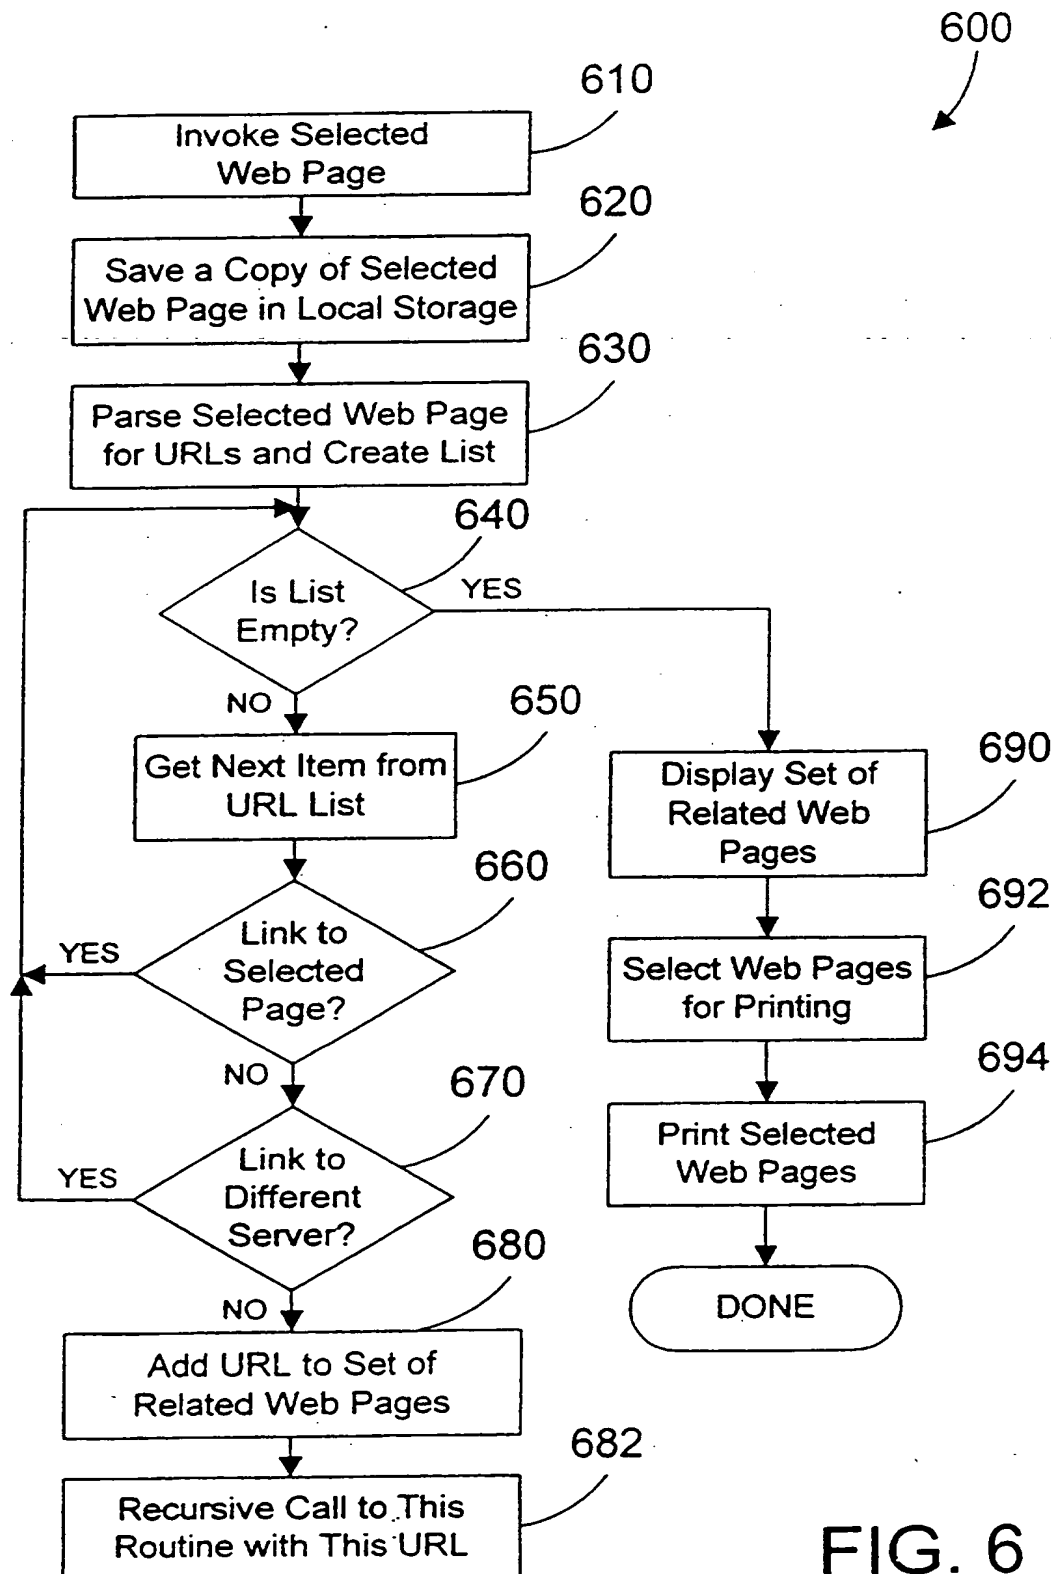 600
610
Invoke Selected
Web Page
620
Save a Copy of Selected
Web Page in Local Storage
630
Parse Selected Web Page
for URLs and Create List
640
Is List
Empty?
YES
NO
650
Get Next Item from
URL List
660
Link to
Selected
Page?
YES
NO
670
Link to
Different
Server?
YES
NO
680
Add URL to Set of
Related Web Pages
682
Recursive Call to This
Routine with This URL
690
Display Set of
Related Web
Pages
692
Select Web Pages
for Printing
694
Print Selected
Web Pages
DONE
FIG. 6